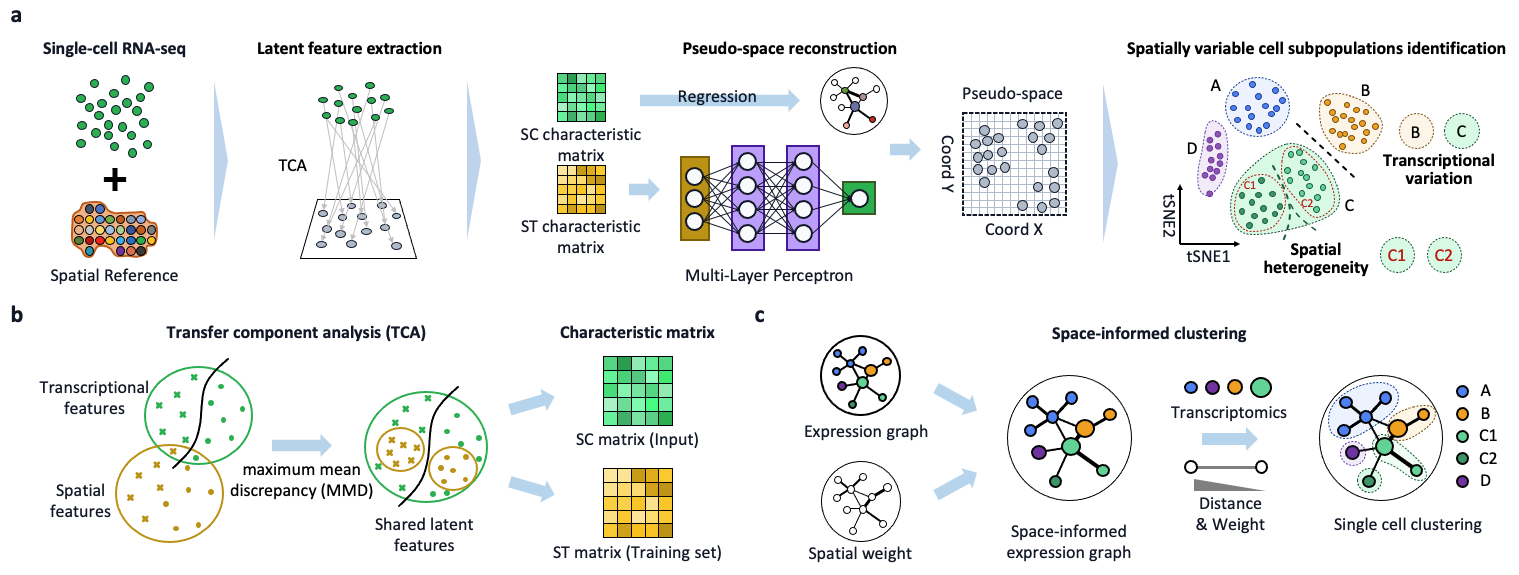 a
Single-cell RNA-seq
Latent feature extraction
Pseudo-space reconstruction
Spatially variable cell subpopulations identification
+
Spatial Reference
TCA
SC characteristic
matrix
ST characteristic
matrix
Regression
Multi-Layer Perceptron
Pseudo-space
Coord Y
Coord X
A
B
D
C1
C2
C
tSNE2
tSNE1
B
C
Transcriptional
variation
Spatial
heterogeneity
C1
C2
b
Transfer component analysis (TCA)
Characteristic matrix
Transcriptional
features
Spatial
features
maximum mean
discrepancy (MMD)
Shared latent
features
SC matrix (Input)
ST matrix (Training set)
c
Space-informed clustering
Expression graph
Spatial weight
Space-informed
expression graph
Transcriptomics
Distance
& Weight
Single cell clustering
A
B
C1
C2
D